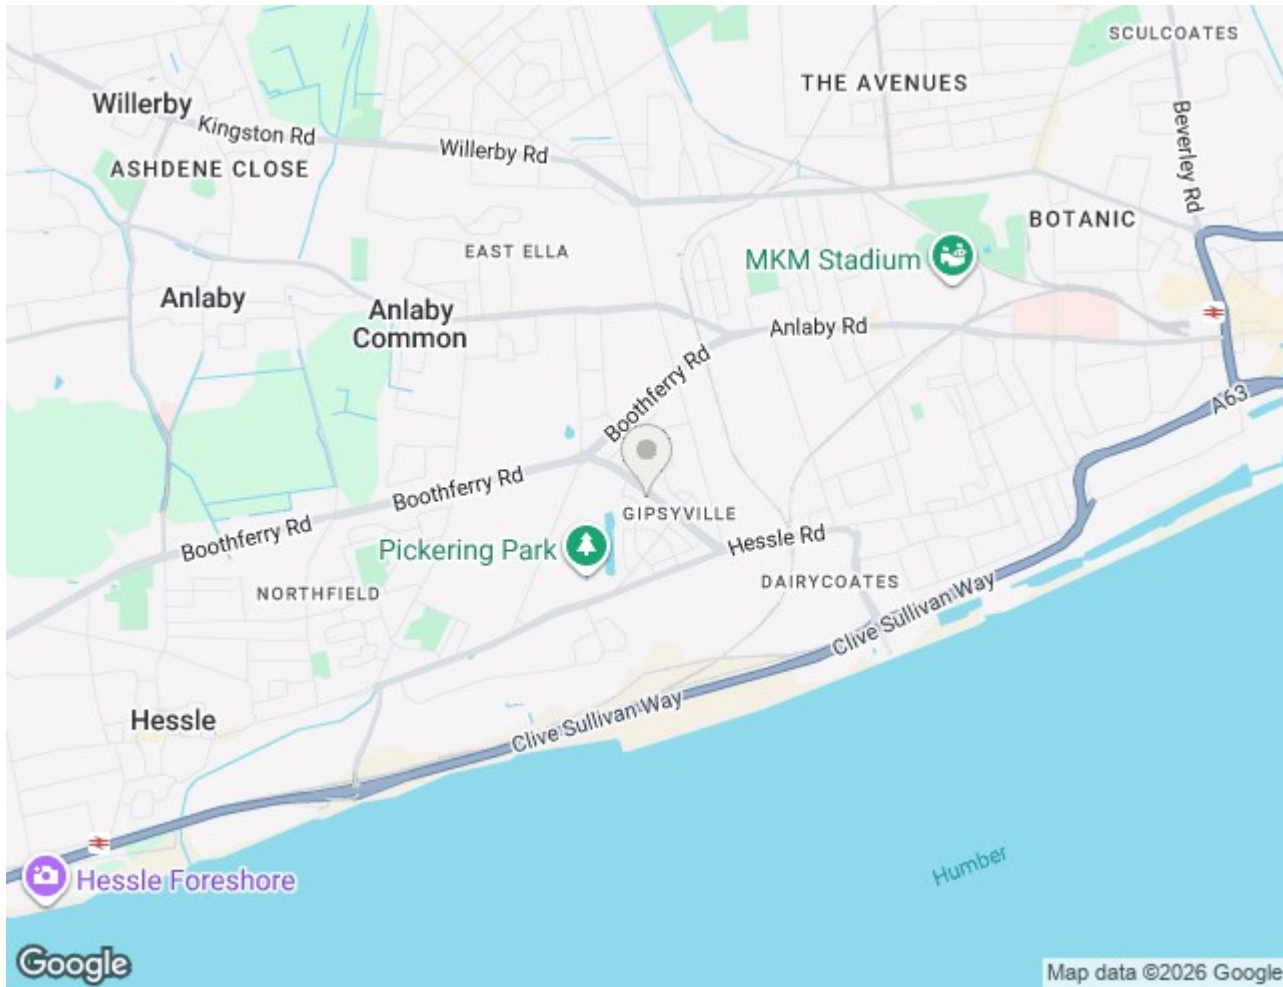 SCULCOATES
THE AVENUES
Willerby
Kingston Rd
Willerby Rd
Beverley Rd
ASHDENE CLOSE
BOTANIC
EAST ELLA
MKM Stadium
Anlaby
Anlaby
Common
Anlaby Rd
Boothferry Rd
A63
Boothferry Rd
GIPSYVILLE
Boothferry Rd
Hessle Rd
Pickering Park
DAIRYCOATES
NORTHFIELD
Clive Sullivan Way
Hessle
Clive Sullivan Way
Humber
Hessle Foreshore
Google
Map data ©2026 Google